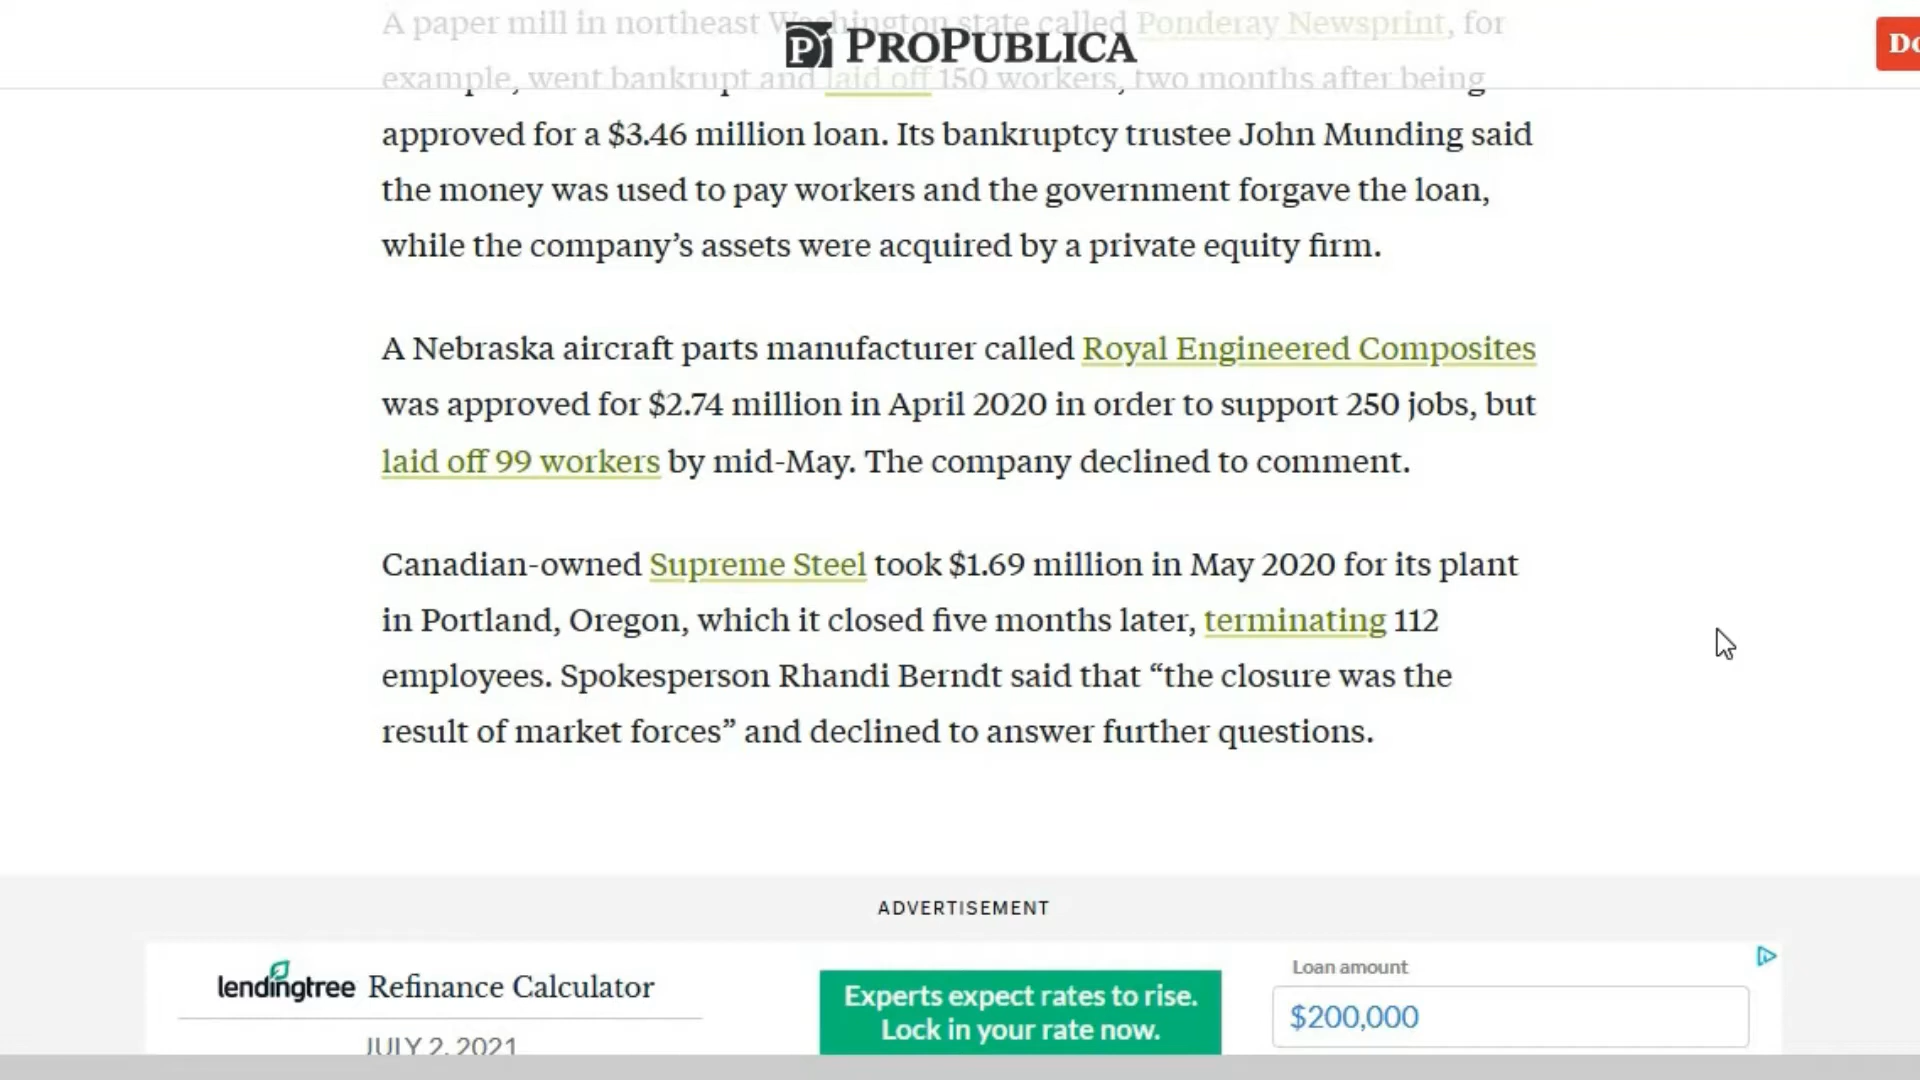 A paper mill in northeast Washington state called Ponderay Newsprint, for
PROPUBLICA
Do
example, went bankrupt and laid off 150 workers, two months after being
approved for a $3.46 million loan. Its bankruptcy trustee John Munding said
the money was used to pay workers and the government forgave the loan,
while the company’s assets were acquired by a private equity firm.
A Nebraska aircraft parts manufacturer called Royal Engineered Composites
was approved for $2.74 million in April 2020 in order to support 250 jobs, but
laid off 99 workers by mid-May. The company declined to comment.
Canadian-owned Supreme Steel took $1.69 million in May 2020 for its plant
in Portland, Oregon, which it closed five months later, terminating 112
employees. Spokesperson Rhandi Berndt said that “the closure was the
result of market forces” and declined to answer further questions.
ADVERTISEMENT
lendingtree Refinance Calculator
JULY 2, 2021
Experts expect rates to rise.
Lock in your rate now.
Loan amount
$200,000